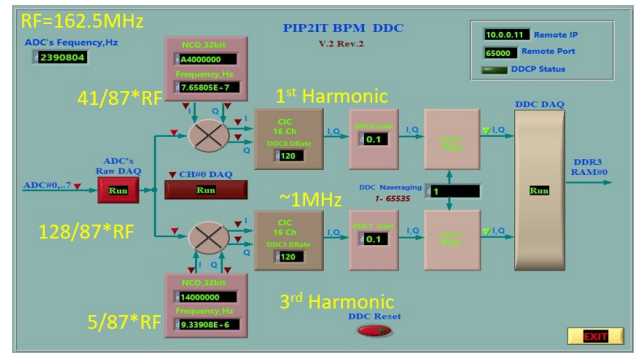 RF=162.5MHz
PIP2IT BPM DDC
V.2 Rev.2
ADC's Fequency,Hz
2390804
10.0.0.11 Remote IP
65000 Remote Port
DDCP Status
NCO,32bit
xA4000000
Frequency,Hz
7.65805E+7
41/87*RF
1st Harmonic
I Q
I
Q
CIC
16 Ch
DDC0 DRate
120
I,Q
0.1
I,Q
I,Q
DDC DAQ
ADC's
Raw DAQ
ADC#0,..7
Run
CH#0 DAQ
Run
~1MHz
DDC Naveraging
1- 65535
1
Run
DDR3
RAM#0
128/87*RF
I
Q
I Q
CIC
16 Ch
DDC1 DRate
120
I,Q
0.1
I,Q
I,Q
NCO,32bit
x14000000
Frequency,Hz
9.33908E+6
5/87*RF
3rd Harmonic
DDC Reset
EXIT